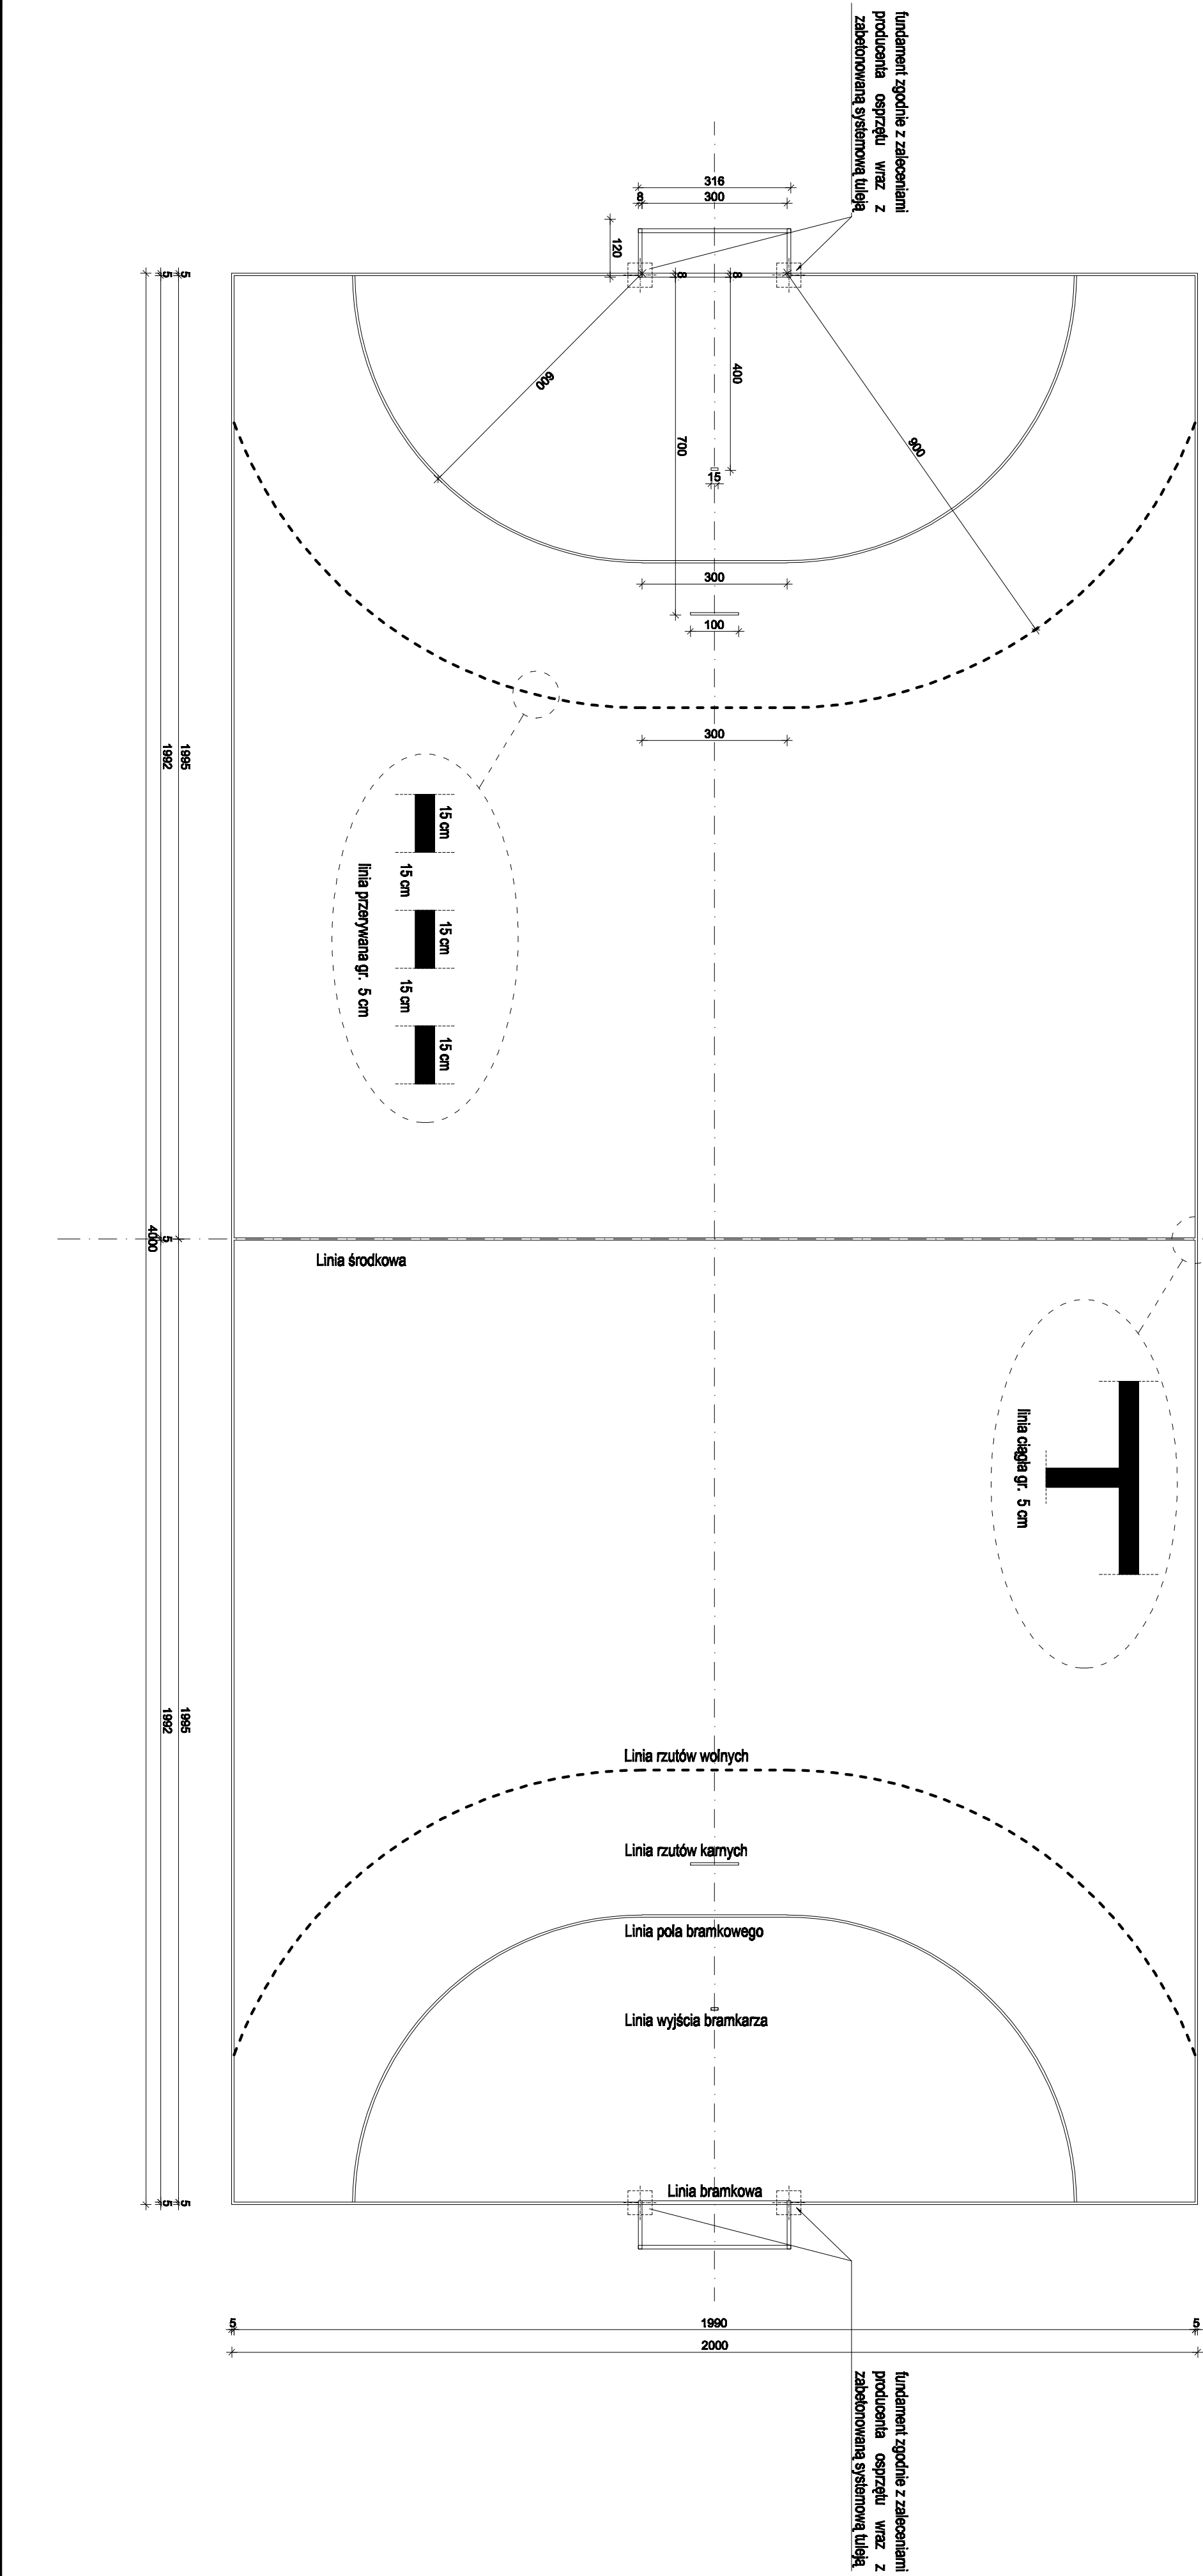 fundament zgodnie z zaleceniami
producenta osprzętu wraz z
zabetonowaną systemową tuleją
316
8
300
120
5
5
8
8
600
400
700
900
15
300
100
300
1992
1995
15 cm
15 cm
15 cm
15 cm
15 cm
linia przerywana gr. 5 cm
4000
5
Linia środkowa
linia ciągła gr. 5 cm
1992
1995
Linia rzutów wolnych
Linia rzutów karnych
Linia pola bramkowego
Linia wyjścia bramkarza
Linia bramkowa
5
5
5
1990
5
2000
fundament zgodnie z zaleceniami
producenta osprzętu wraz z
zabetonowaną systemową tuleją